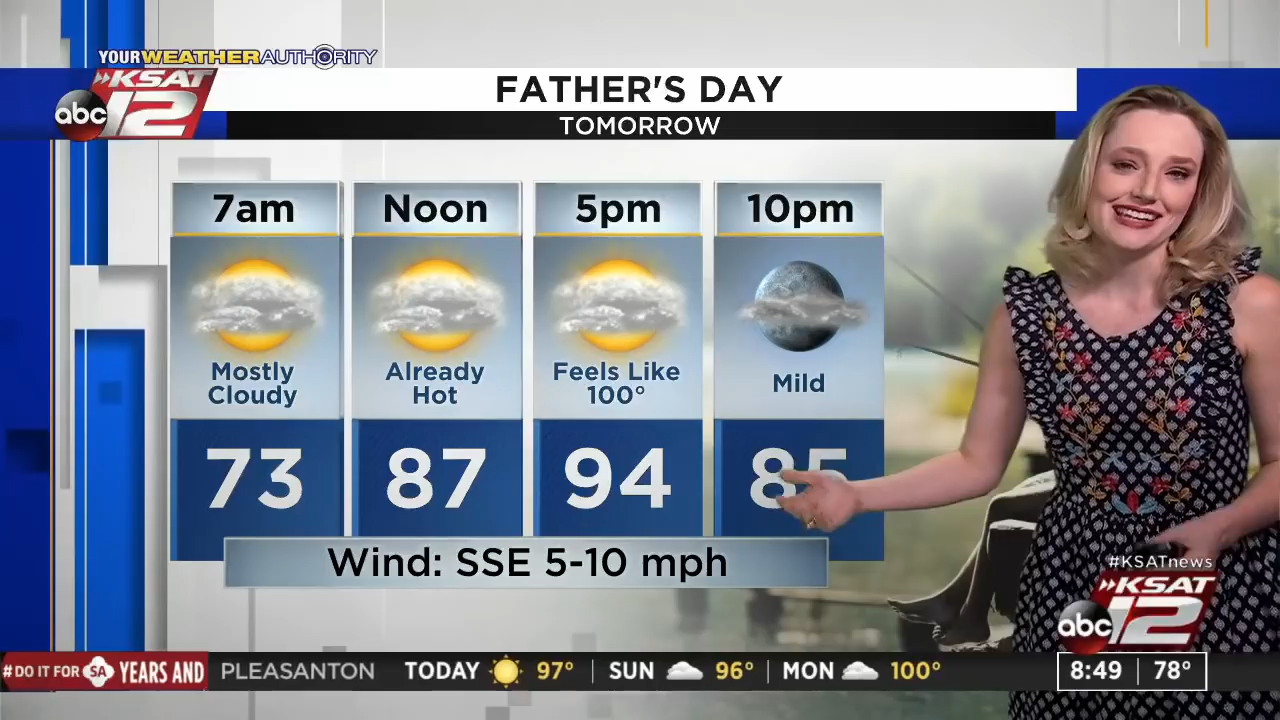 YOURWEATHERAUTHORITY
KSAT
abc 12
FATHER'S DAY
TOMORROW
7am Noon 5pm 10pm
Mostly Cloudy
Already Hot
Feels Like 100°
Mild
73 87 94 85
Wind: SSE 5-10 mph
#KSATnews
KSAT
abc 12
#DO IT FOR SA YEARS AND PLEASANTON TODAY 97° SUN 96° MON 100° 8:49 78°